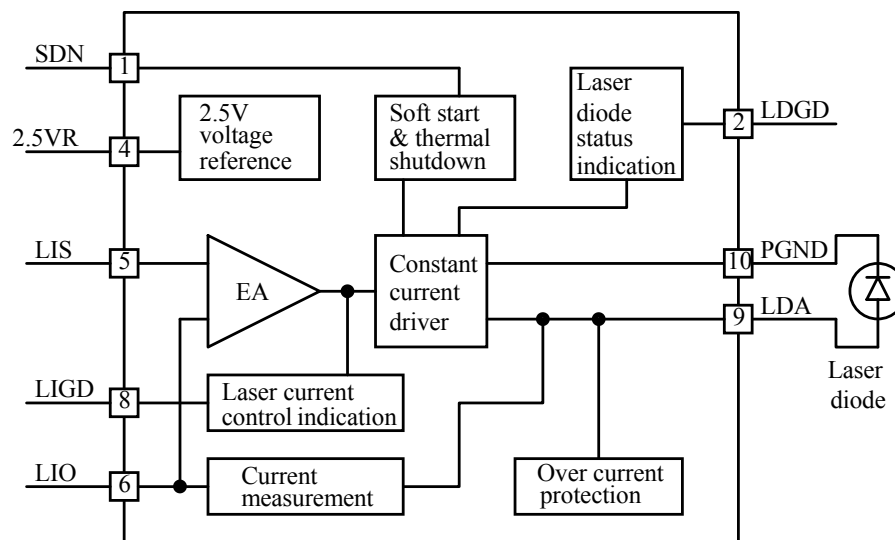 SDN
1
2.5VR
4
2.5V
voltage
reference
Soft start
& thermal
shutdown
Laser
diode
status
indication
2
LDGD
LIS
5
EA
Constant
current
driver
10
PGND
9
LDA
Laser
diode
LIGD
8
Laser current
control indication
LIO
6
Current
measurement
Over current
protection